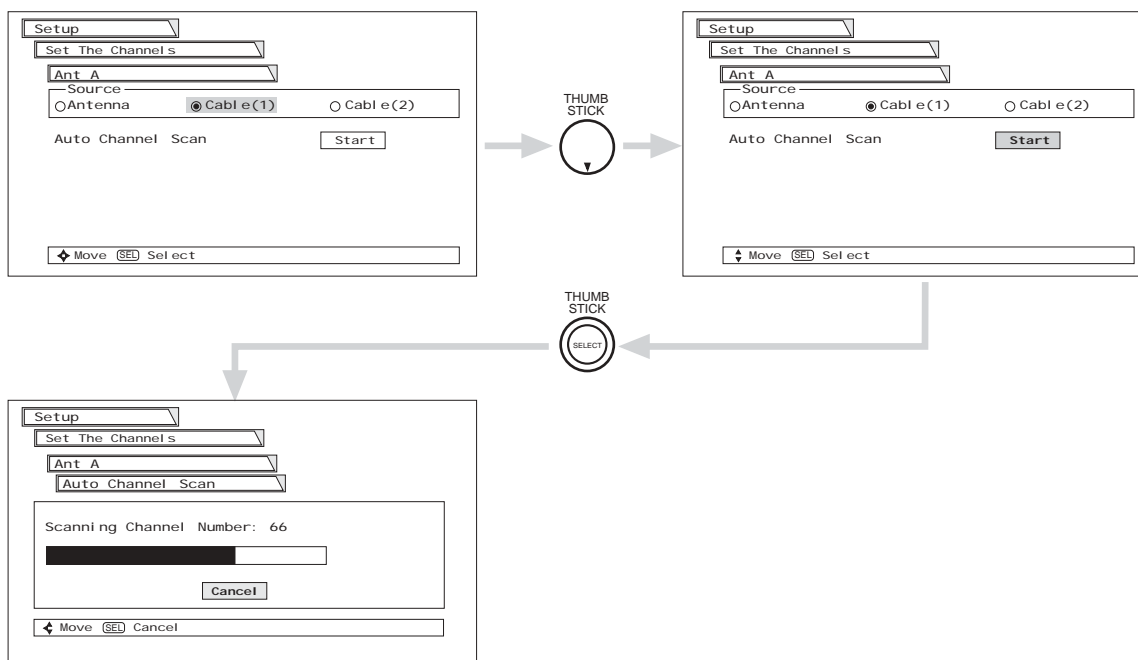 Setup
Set The Channels
Ant A
Source
Antenna Cable(1) Cable(2)
Auto Channel Scan Start
Move SEL Select
THUMB
STICK
Setup
Set The Channels
Ant A
Source
Antenna Cable(1) Cable(2)
Auto Channel Scan Start
Move SEL Select
THUMB
STICK
SELECT
Setup
Set The Channels
Ant A
Auto Channel Scan
Scanning Channel Number: 66
Cancel
Move SEL Cancel